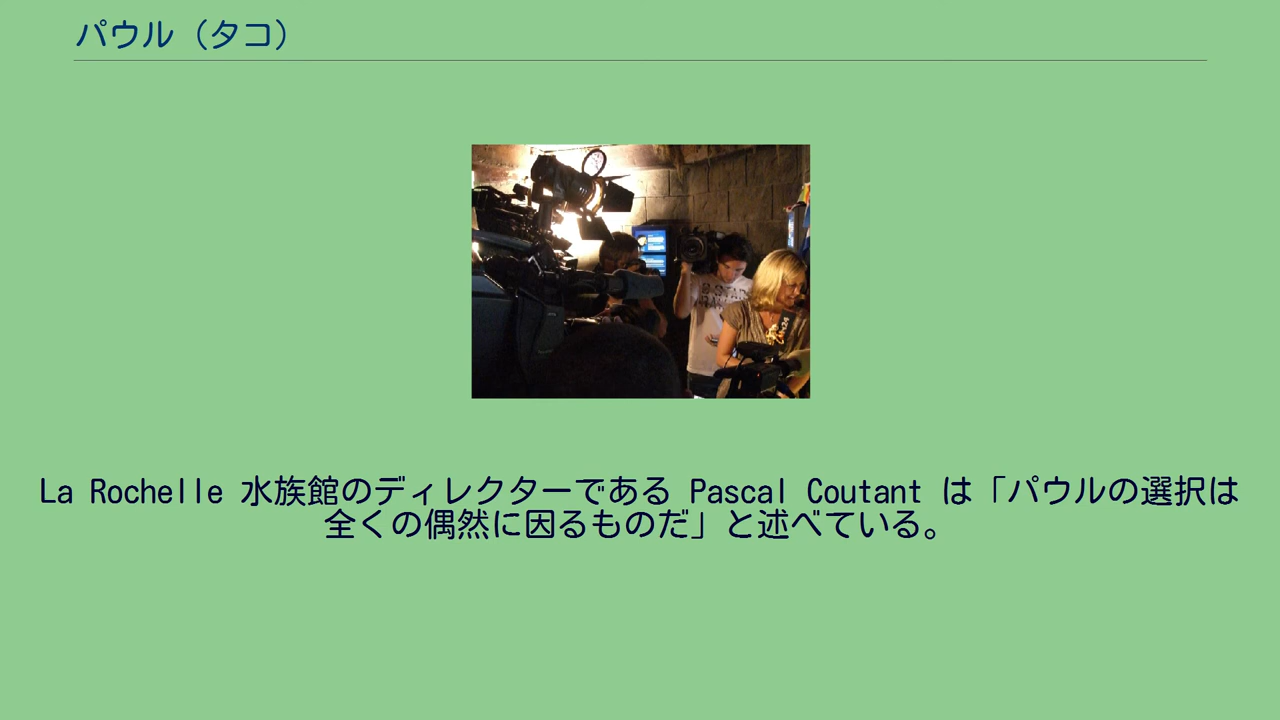 パウル（タコ）
La Rochelle 水族館のディレクターである Pascal Coutant は「パウルの選択は
全くの偶然に因るものだ」と述べている。